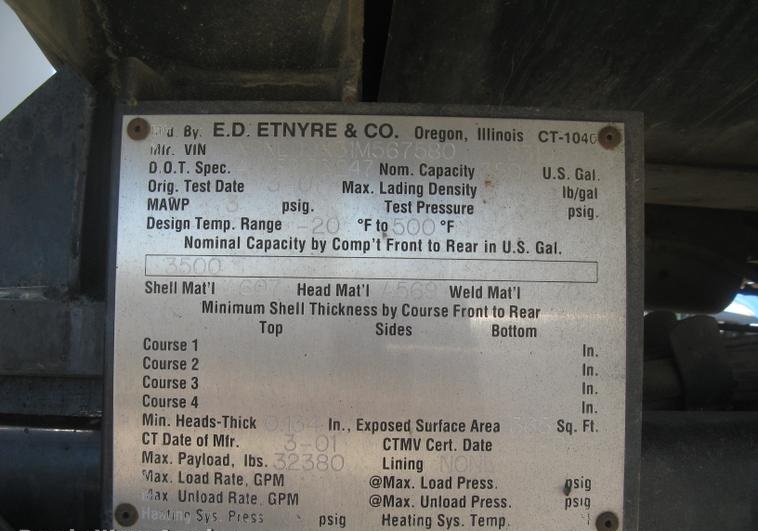 By: E.D. ETNYRE & CO. Oregon, Illinois CT-1040
Mfr. VIN 1M567580
D.O.T. Spec. Nom. Capacity U.S. Gal.
Orig. Test Date Max. Lading Density lb/gal
MAWP 3 psig. Test Pressure psig.
Design Temp. Range -20 °F to 500 °F
Nominal Capacity by Comp't Front to Rear in U.S. Gal.
3500
Shell Mat'l Head Mat'l Weld Mat'l
Minimum Shell Thickness by Course Front to Rear
Top Sides Bottom
Course 1 In.
Course 2 In.
Course 3 In.
Course 4 In.
Min. Heads-Thick 0.134 In., Exposed Surface Area Sq. Ft.
CT Date of Mfr. 3-01 CTMV Cert. Date
Max. Payload, lbs. 32380 Lining NONE
Max. Load Rate, GPM @Max. Load Press. psig
Max Unload Rate, GPM @Max. Unload Press. psig
Heating Sys. Press psig Heating Sys. Temp.